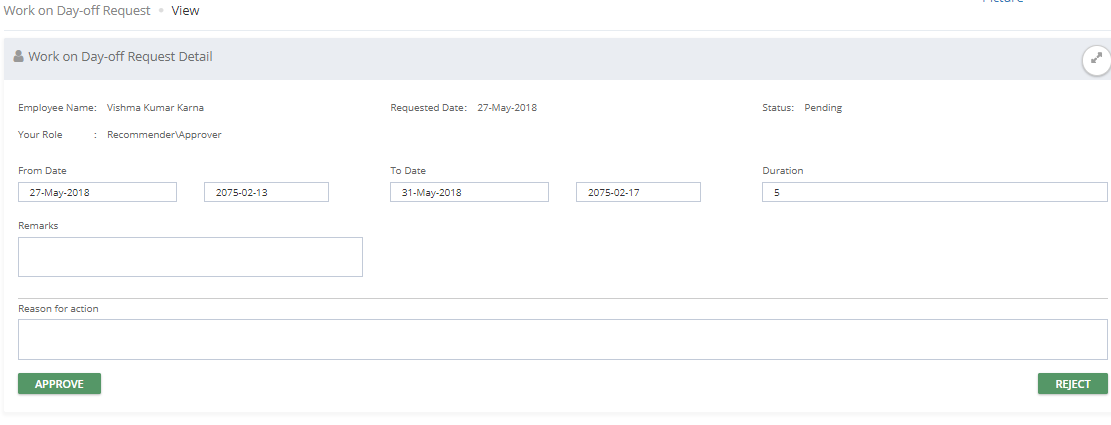 Picture
Work on Day-off Request • View
Work on Day-off Request Detail
Employee Name: Vishma Kumar Karna Requested Date: 27-May-2018 Status: Pending
Your Role : Recommender\Approver
From Date To Date Duration
27-May-2018 2075-02-13 31-May-2018 2075-02-17 5
Remarks
Reason for action
APPROVE REJECT